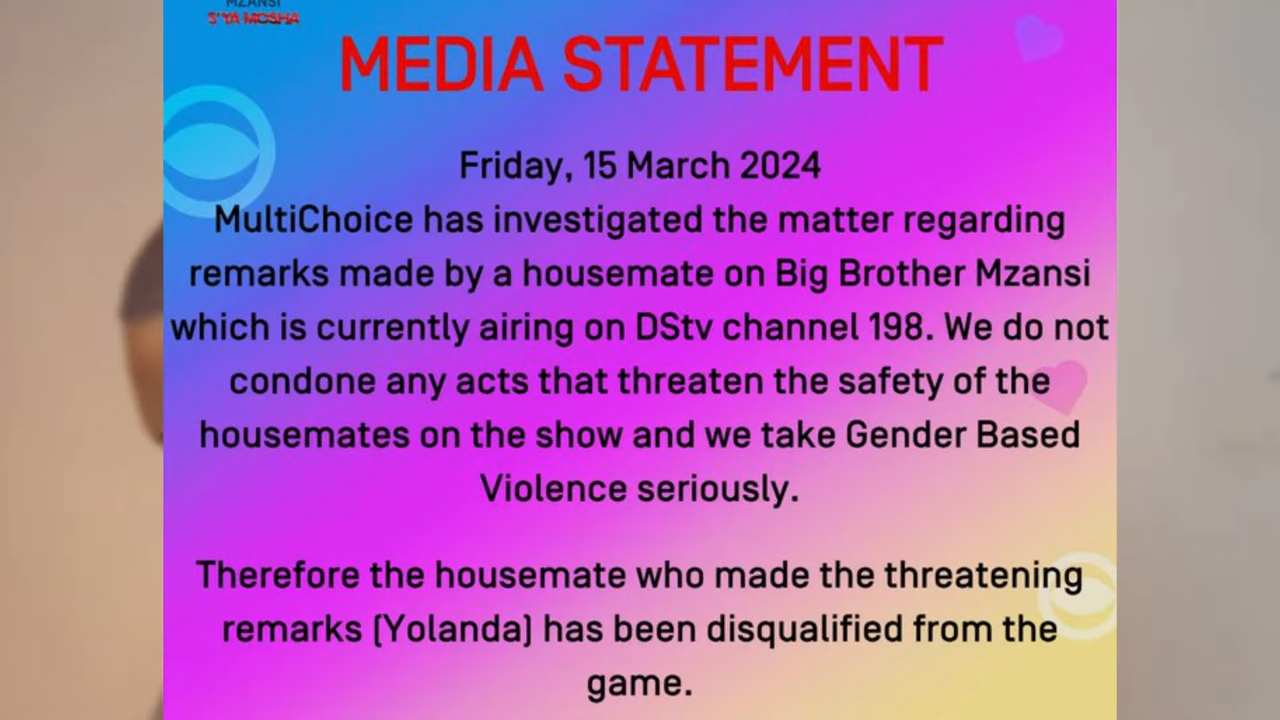 MZANSI
S'YA MOSHA
MEDIA STATEMENT
Friday, 15 March 2024
MultiChoice has investigated the matter regarding
remarks made by a housemate on Big Brother Mzansi
which is currently airing on DStv channel 198. We do not
condone any acts that threaten the safety of the
housemates on the show and we take Gender Based
Violence seriously.
Therefore the housemate who made the threatening
remarks (Yolanda) has been disqualified from the
game.